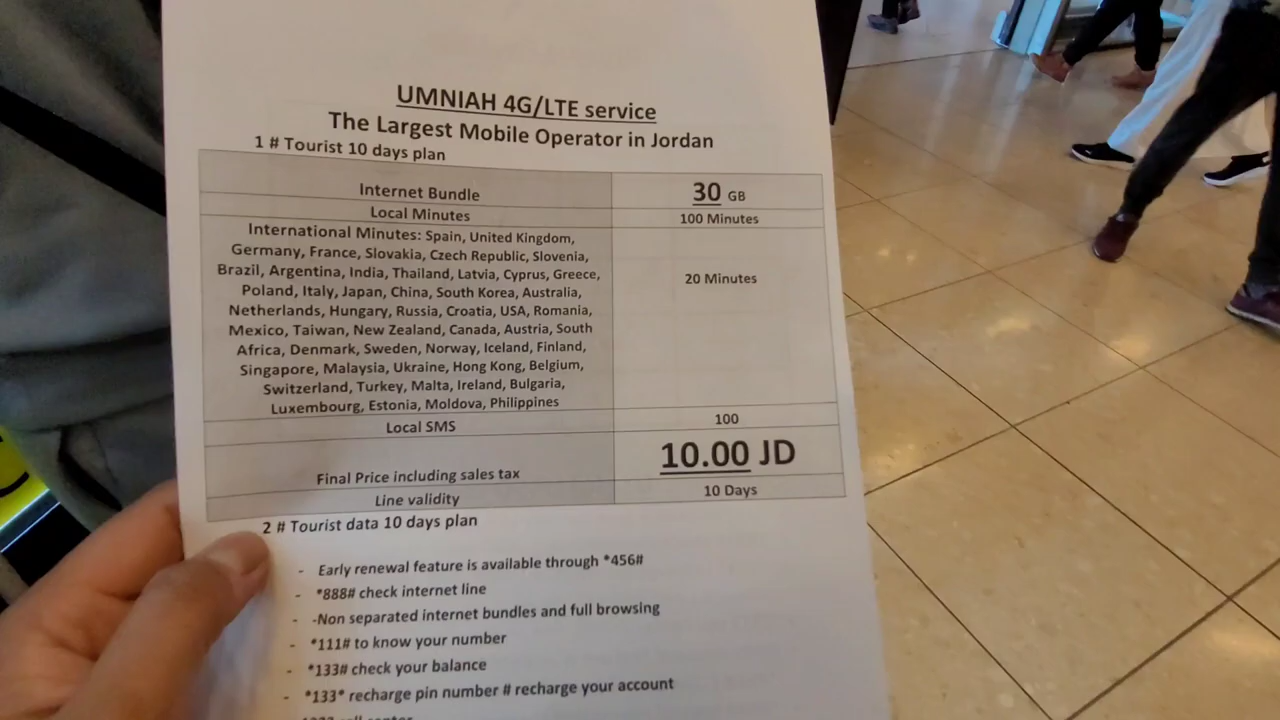 UMNIAH 4G/LTE service
The Largest Mobile Operator in Jordan
1 # Tourist 10 days plan
Internet Bundle 30 GB
Local Minutes 100 Minutes
International Minutes: Spain, United Kingdom,
Germany, France, Slovakia, Czech Republic, Slovenia,
Brazil, Argentina, India, Thailand, Latvia, Cyprus, Greece,
Poland, Italy, Japan, China, South Korea, Australia,
Netherlands, Hungary, Russia, Croatia, USA, Romania,
Mexico, Taiwan, New Zealand, Canada, Austria, South
Africa, Denmark, Sweden, Norway, Iceland, Finland,
Singapore, Malaysia, Ukraine, Hong Kong, Belgium,
Switzerland, Turkey, Malta, Ireland, Bulgaria,
Luxembourg, Estonia, Moldova, Philippines
20 Minutes
Local SMS 100
Final Price including sales tax 10.00 JD
Line validity 10 Days
2 # Tourist data 10 days plan
- Early renewal feature is available through *456#
- *888# check internet line
- -Non separated internet bundles and full browsing
- *111# to know your number
- *133# check your balance
- *133* recharge pin number # recharge your account